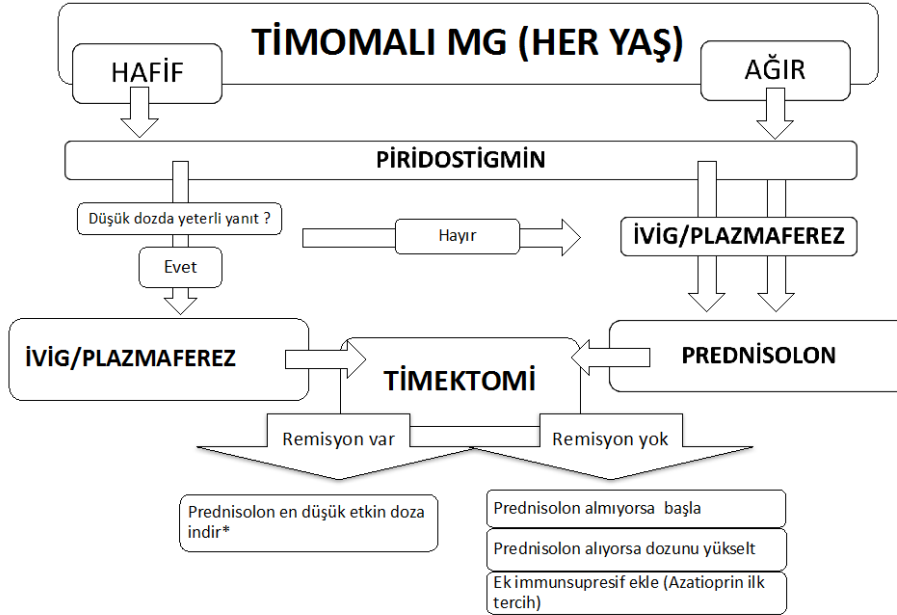 TİMOMALI MG (HER YAŞ)
HAFİF
AĞIR
PİRİDOSTİGMİN
Düşük dozda yeterli yanıt ?
Hayır
İVİG/PLAZMAFEREZ
Evet
İVİG/PLAZMAFEREZ
TİMEKTOMİ
PREDNİSOLON
Remisyon var
Remisyon yok
Prednisolon en düşük etkin doza
indir*
Prednisolon almıyorsa başla
Prednisolon alıyorsa dozunu yükselt
Ek immunsupresif ekle (Azatioprin ilk
tercih)